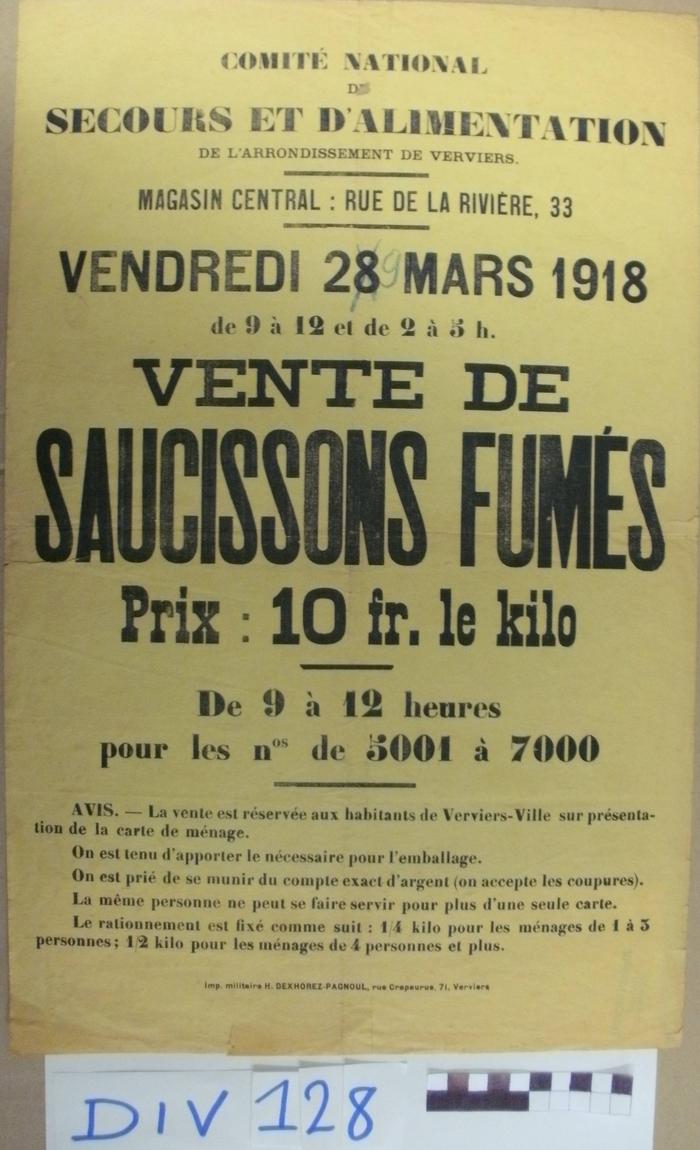 COMITÉ NATIONAL
DE
SECOURS ET D'ALIMENTATION
DE L'ARRONDISSEMENT DE VERVIERS.
MAGASIN CENTRAL : RUE DE LA RIVIÈRE, 33
VENDREDI 28 29 MARS 1918
de 9 à 12 et de 2 à 5 h.
VENTE DE
SAUCISSONS FUMÉS
Prix : 10 fr. le kilo
De 9 à 12 heures
pour les nos de 5001 à 7000
AVIS. — La vente est réservée aux habitants de Verviers-Ville sur présenta-
tion de la carte de ménage.
On est tenu d'apporter le nécessaire pour l'emballage.
On est prié de se munir du compte exact d'argent (on accepte les coupures).
La même personne ne peut se faire servir pour plus d'une seule carte.
Le rationnement est fixé comme suit : 1/4 kilo pour les ménages de 1 à 3
personnes ; 1/2 kilo pour les ménages de 4 personnes et plus.
Imp. militaire H. DEXHOREZ-PAGNOUL, rue Crapaurue, 71, Verviers
DIV 128